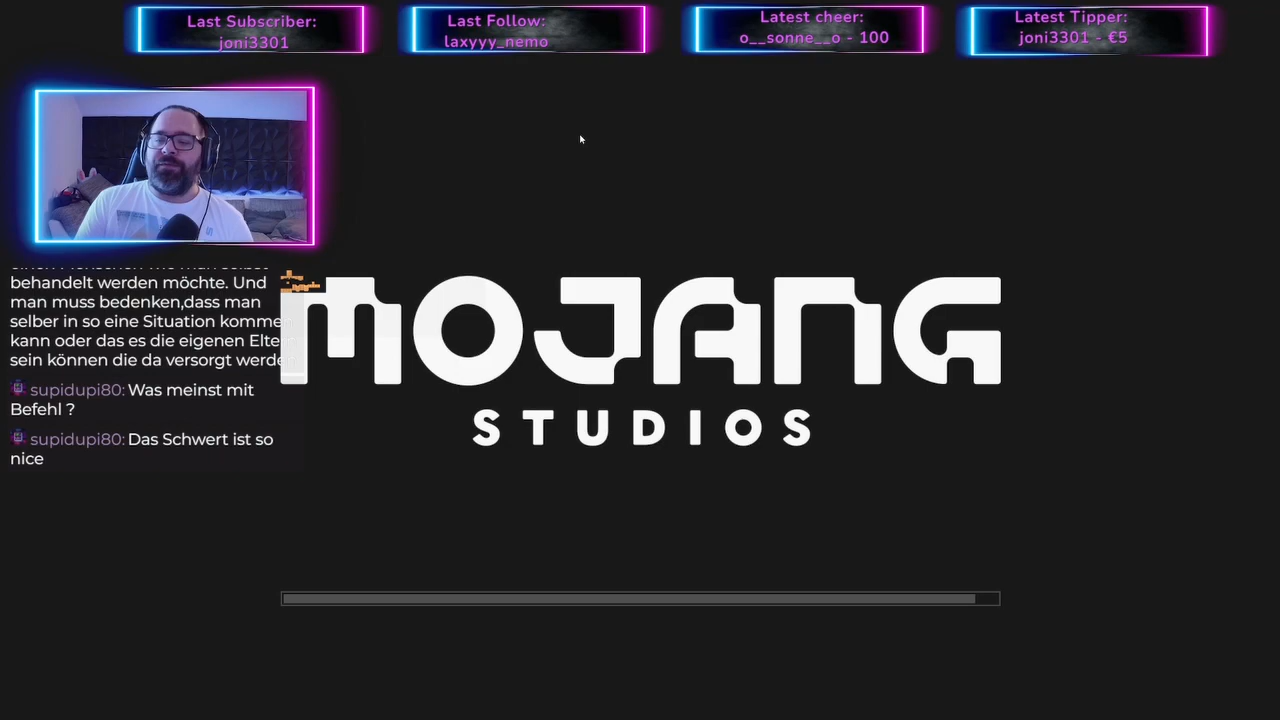 Last Subscriber:
joni3301
Last Follow:
laxyyy_nemo
Latest cheer:
o__sonne__o - 100
Latest Tipper:
joni3301 - €5
behandelt werden möchte. Und
man muss bedenken,dass man
selber in so eine Situation kommen
kann oder das es die eigenen Eltern
sein können die da versorgt werden
supidupi80: Was meinst mit
Befehl ?
supidupi80: Das Schwert ist so
nice
MOJANG
STUDIOS